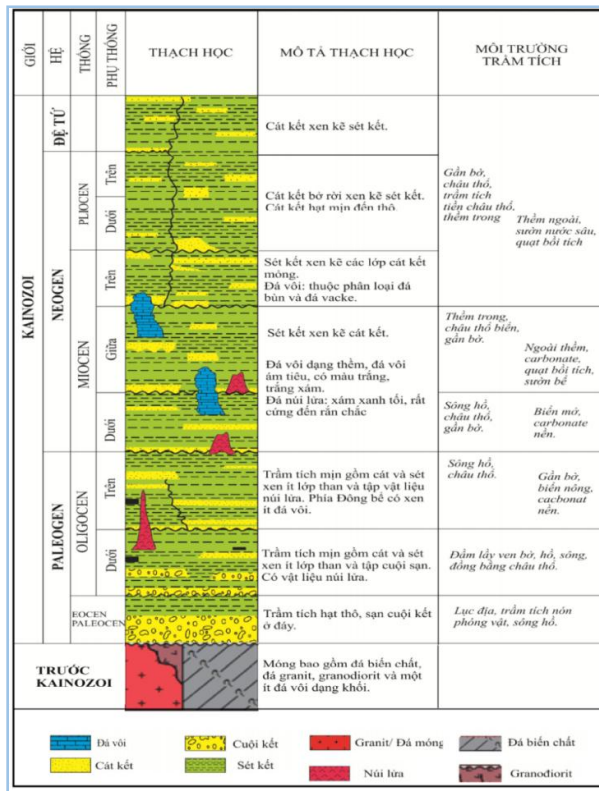 GIỚI
HỆ
THỐNG
PHỤ THỐNG
THẠCH HỌC
MÔ TẢ THẠCH HỌC
MÔI TRƯỜNG
TRẦM TÍCH
KAINOZOI
ĐỆ TỨ
Cát kết xen kẽ sét kết.
NEOGEN
PLIOCEN
Trên
Dưới
Cát kết bở rời xen kẽ sét kết.
Cát kết hạt mịn đến thô.
Gần bờ,
châu thổ,
trầm tích
tiền châu thổ,
thềm trong
Thềm ngoài,
sườn nước sâu,
quạt bồi tích
MIOCEN
Trên
Sét kết xen kẽ các lớp cát kết
mỏng.
Đá vôi: thuộc phân loại đá
bùn và đá vacke.
Giữa
Sét kết xen kẽ cát kết.
Đá vôi dạng thềm, đá vôi
ám tiêu, có màu trắng,
trắng xám.
Đá núi lửa: xám xanh tối, rất
cứng đến rắn chắc
Thềm trong,
châu thổ biển,
gần bờ.
Ngoài thềm,
carbonate,
quạt bồi tích,
sườn bể
Dưới
Sông hồ,
châu thổ,
gần bờ.
Biển mở,
carbonate
nền.
PALEOGEN
OLIGOCEN
Trên
Trầm tích mịn gồm cát và sét
xen ít lớp than và tập vật liệu
núi lửa. Phía Đông bể có xen
ít đá vôi.
Sông hồ,
châu thổ.
Gần bờ,
biển nông,
cacbonat
nền.
Dưới
Trầm tích mịn gồm cát và sét
xen ít lớp than và tập cuội sạn.
Có vật liệu núi lửa.
Đầm lầy ven bờ, hồ, sông,
đồng bằng châu thổ.
EOCEN
PALEOCEN
Trầm tích hạt thô, sạn cuội kết
ở đáy.
Lục địa, trầm tích nón
phóng vật, sông hồ.
TRƯỚC
KAINOZOI
Móng bao gồm đá biến chất,
đá granit, granodiorit và một
ít đá vôi dạng khối.
Đá vôi
Cuội kết
Granit/ Đá móng
Đá biến chất
Cát kết
Sét kết
Núi lửa
Granođiorit